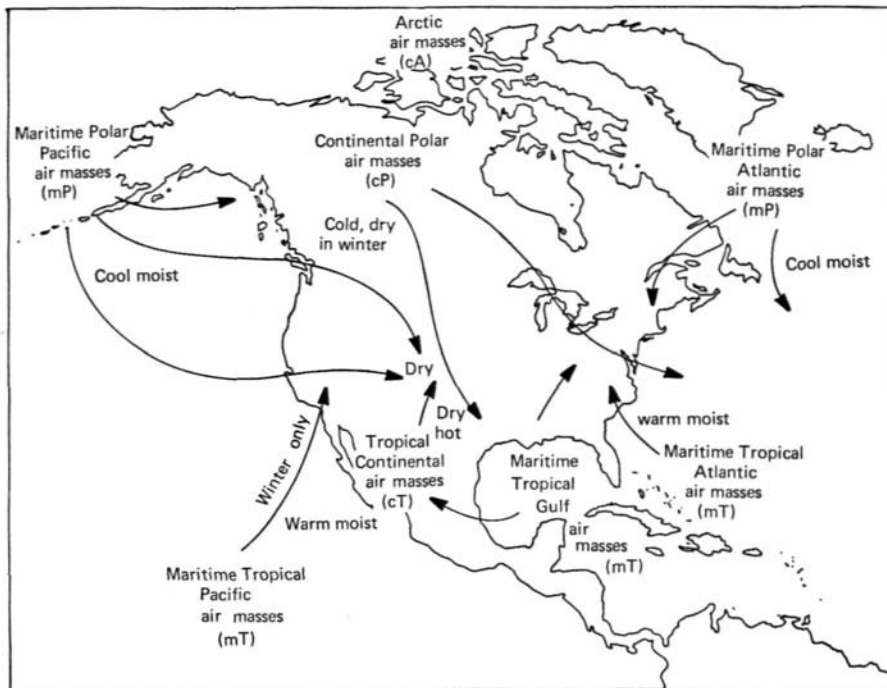 Arctic
air masses
(cA)
Maritime Polar
Pacific
air masses
(mP)
Continental Polar
air masses
(cP)
Maritime Polar
Atlantic
air masses
(mP)
Cold, dry
in winter
Cool moist
Cool moist
Dry
Dry
hot
warm moist
Winter only
Tropical
Continental
air masses
(cT)
Maritime
Tropical
Gulf
air
masses
(mT)
Maritime Tropical
Atlantic
air masses
(mT)
Warm moist
Maritime Tropical
Pacific
air masses
(mT)